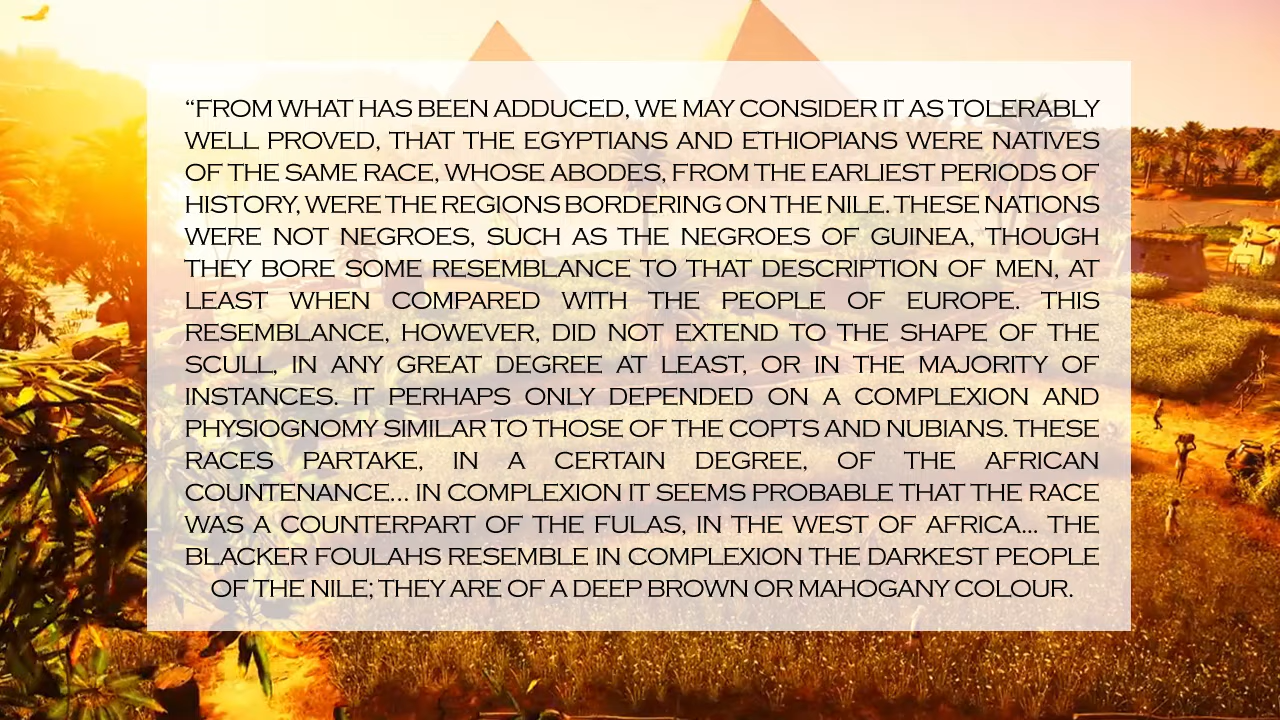 “FROM WHAT HAS BEEN ADDUCED, WE MAY CONSIDER IT AS TOLERABLY
WELL PROVED, THAT THE EGYPTIANS AND ETHIOPIANS WERE NATIVES
OF THE SAME RACE, WHOSE ABODES, FROM THE EARLIEST PERIODS OF
HISTORY, WERE THE REGIONS BORDERING ON THE NILE. THESE NATIONS
WERE NOT NEGROES, SUCH AS THE NEGROES OF GUINEA, THOUGH
THEY BORE SOME RESEMBLANCE TO THAT DESCRIPTION OF MEN, AT
LEAST WHEN COMPARED WITH THE PEOPLE OF EUROPE. THIS
RESEMBLANCE, HOWEVER, DID NOT EXTEND TO THE SHAPE OF THE
SCULL, IN ANY GREAT DEGREE AT LEAST, OR IN THE MAJORITY OF
INSTANCES. IT PERHAPS ONLY DEPENDED ON A COMPLEXION AND
PHYSIOGNOMY SIMILAR TO THOSE OF THE COPTS AND NUBIANS. THESE
RACES PARTAKE, IN A CERTAIN DEGREE, OF THE AFRICAN
COUNTENANCE... IN COMPLEXION IT SEEMS PROBABLE THAT THE RACE
WAS A COUNTERPART OF THE FULAS, IN THE WEST OF AFRICA... THE
BLACKER FOULAHS RESEMBLE IN COMPLEXION THE DARKEST PEOPLE
OF THE NILE; THEY ARE OF A DEEP BROWN OR MAHOGANY COLOUR.